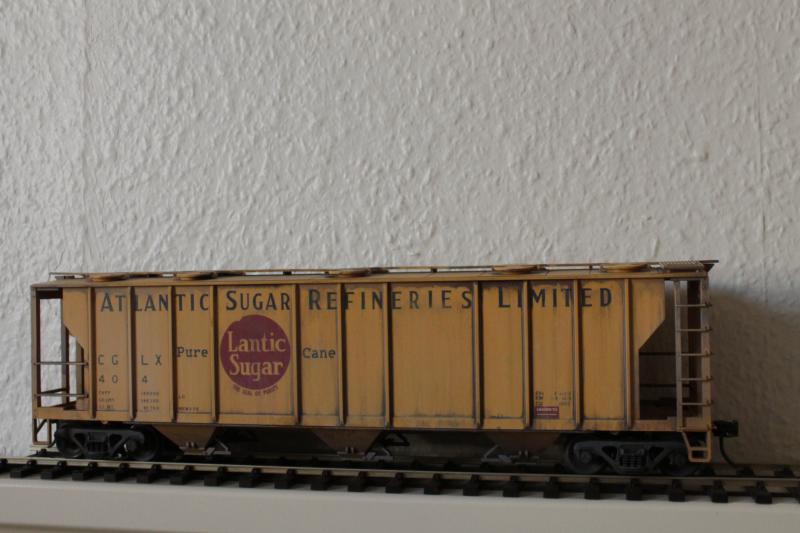 ATLANTIC SUGAR REFINERIES LIMITED
Pure Lantic Sugar Cane
CGLX
404